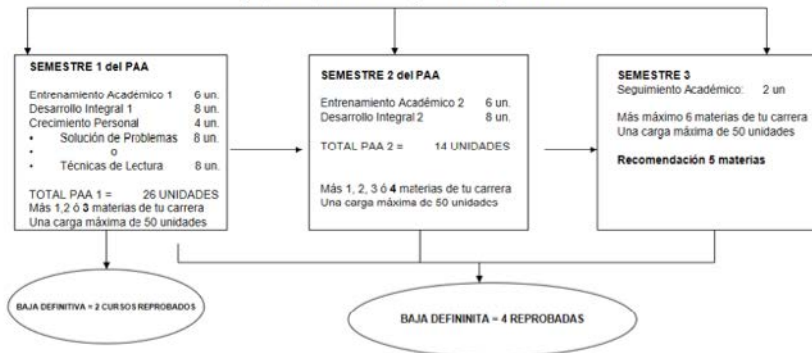 SEMESTRE 1 del PAA
Entrenamiento Académico 1 6 un.
Desarrollo Integral 1 8 un.
Crecimiento Personal 4 un.
• Solución de Problemas 8 un.
• o
• Técnicas de Lectura 8 un.
TOTAL PAA 1 = 26 UNIDADES
Más 1,2 ó 3 materias de tu carrera
Una carga máxima de 50 unidades
SEMESTRE 2 del PAA
Entrenamiento Académico 2 6 un.
Desarrollo Integral 2 8 un.
TOTAL PAA 2 = 14 UNIDADES
Más 1, 2, 3 ó 4 materias de tu carrera
Una carga máxima de 50 unidades
SEMESTRE 3
Seguimiento Académico: 2 un
Más máximo 6 materias de tu carrera
Una carga máxima de 50 unidades
Recomendación 5 materias
BAJA DEFINITIVA = 2 CURSOS REPROBADOS
BAJA DEFININITA = 4 REPROBADAS